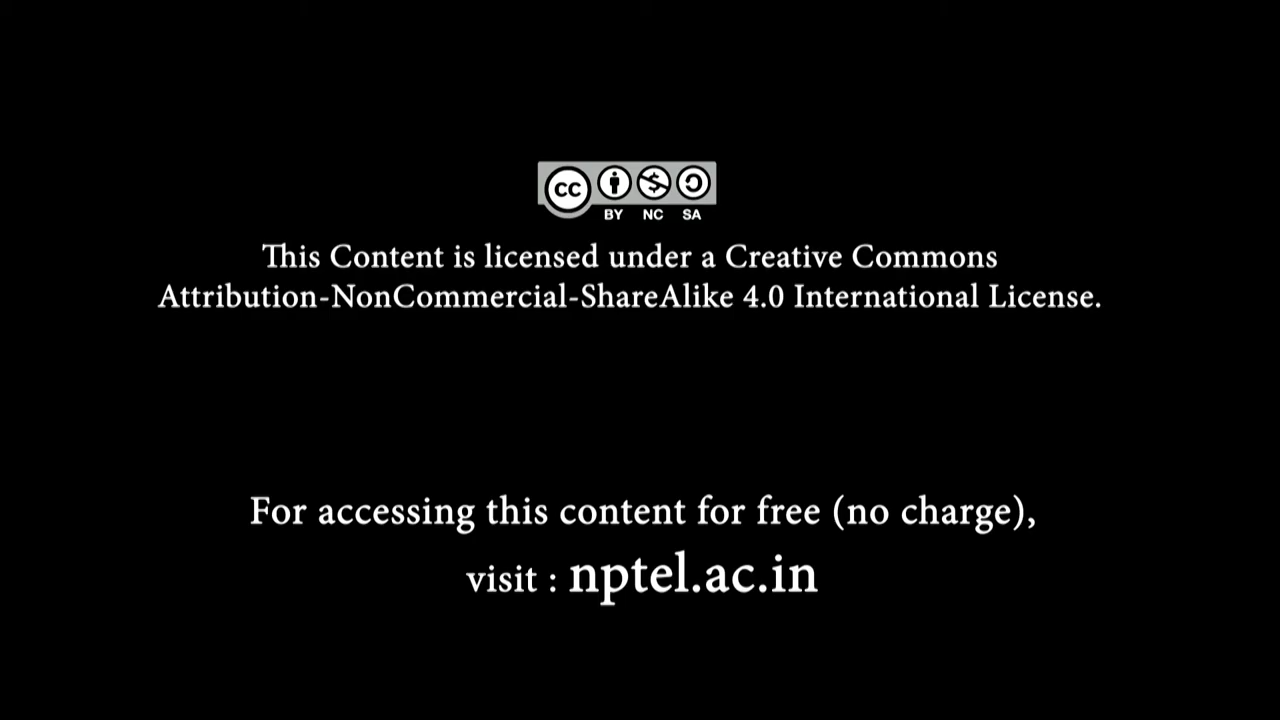 CC BY NC SA
This Content is licensed under a Creative Commons
Attribution-NonCommercial-ShareAlike 4.0 International License.
For accessing this content for free (no charge),
visit : nptel.ac.in